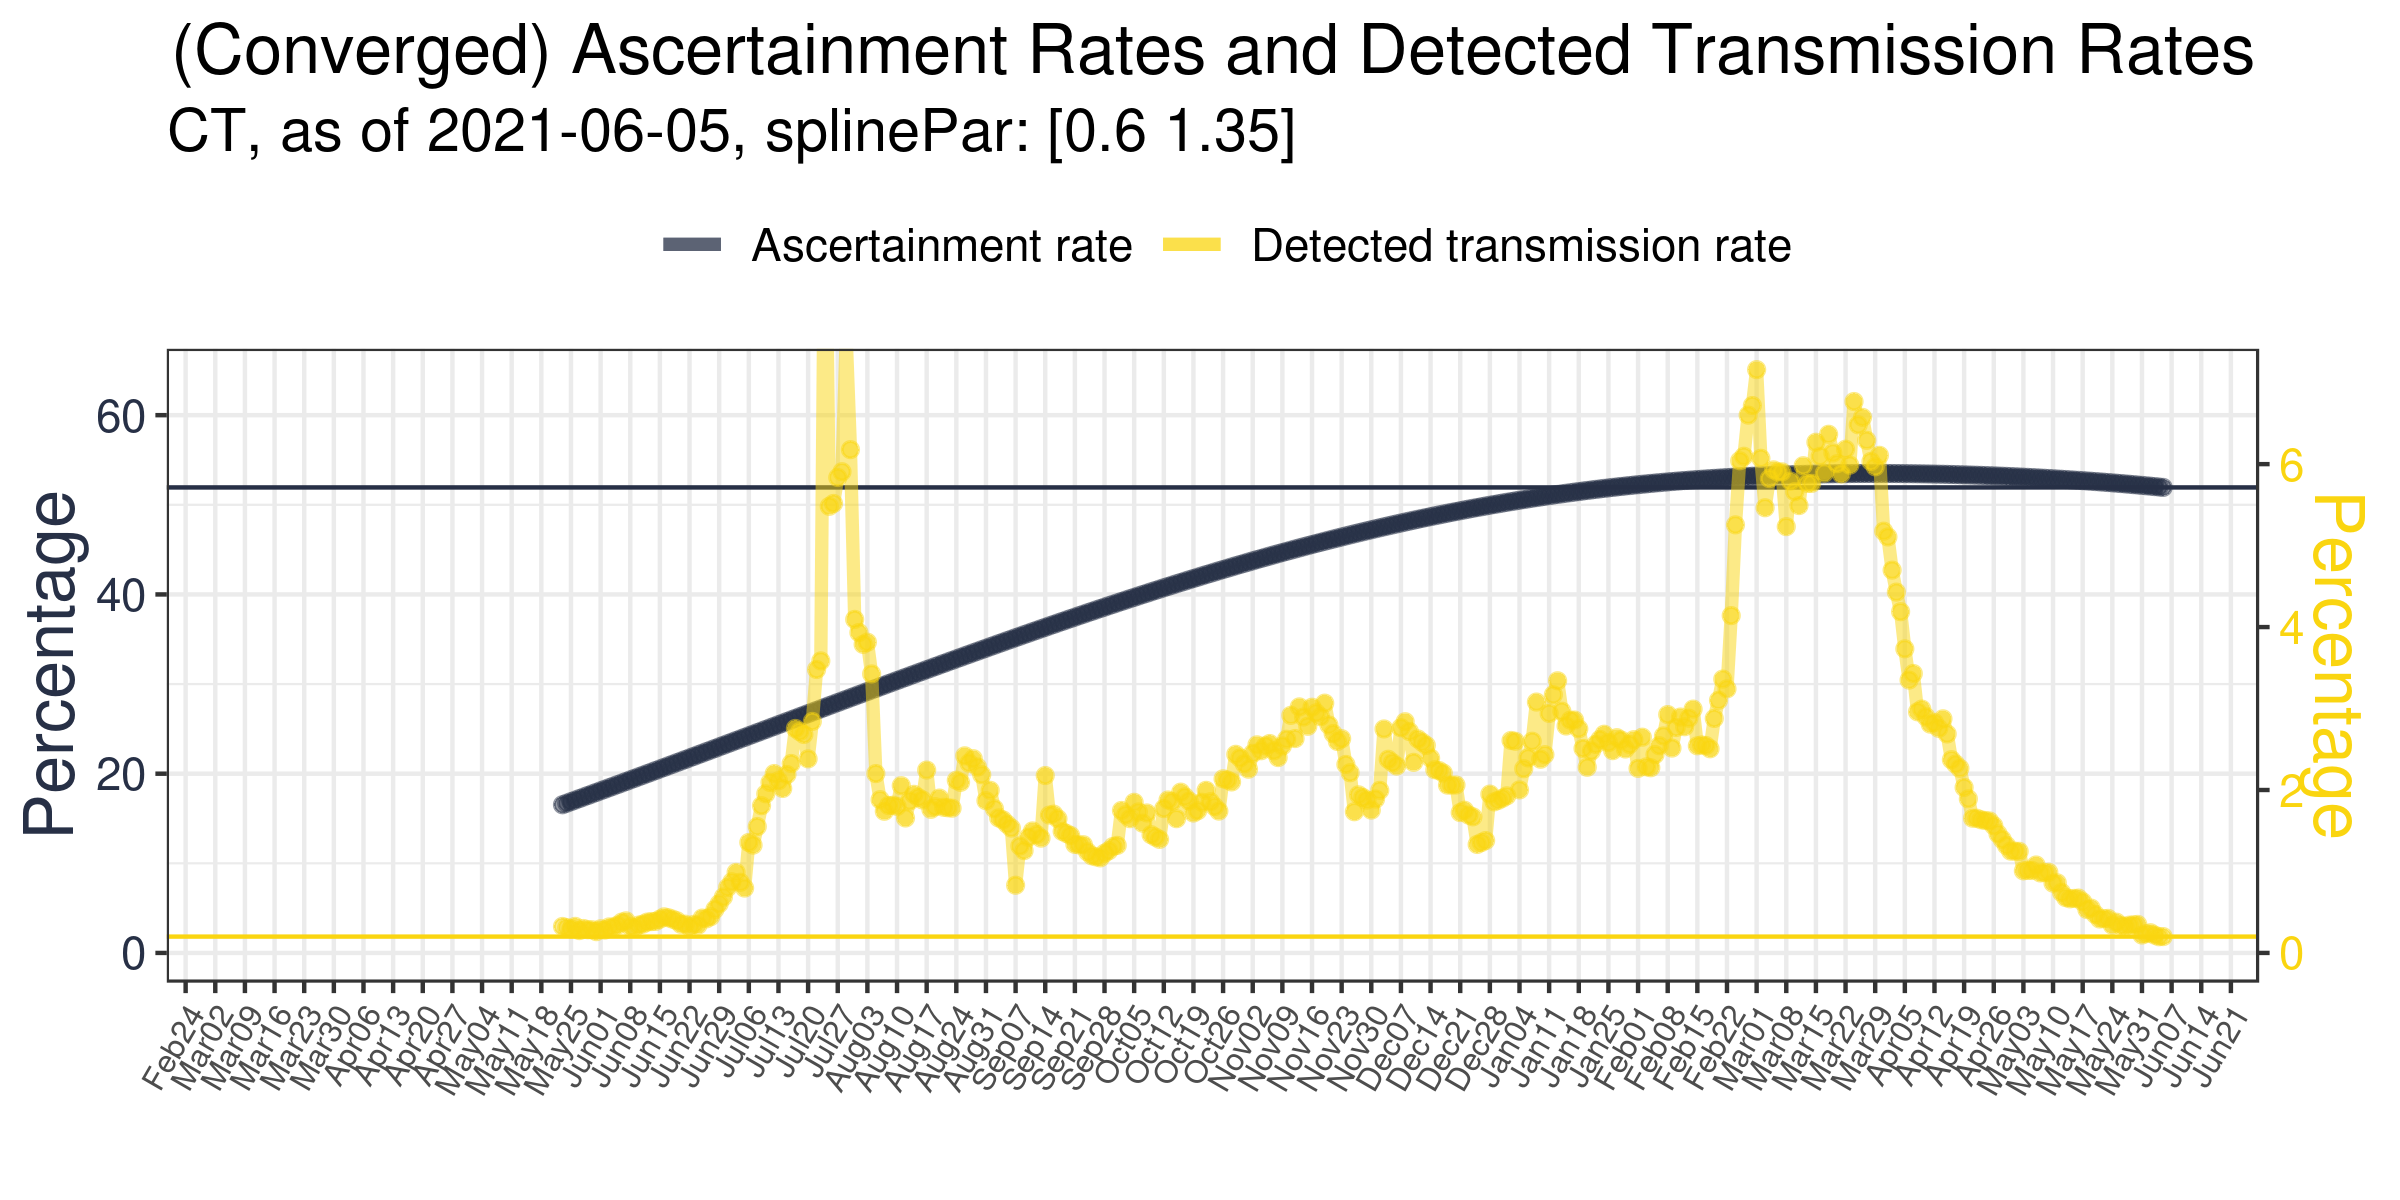 (Converged) Ascertainment Rates and Detected Transmission Rates
CT, as of 2021-06-05, splinePar: [0.6 1.35]
Ascertainment rate Detected transmission rate
Percentage
60
40
20
0
6
4
2
0
Percentage
Feb24 Mar02 Mar09 Mar16 Mar23 Mar30 Apr06 Apr13 Apr20 Apr27 May04 May11 May18 May25 Jun01 Jun08 Jun15 Jun22 Jun29 Jul06 Jul13 Jul20 Jul27 Aug03 Aug10 Aug17 Aug24 Aug31 Sep07 Sep14 Sep21 Sep28 Oct05 Oct12 Oct19 Oct26 Nov02 Nov09 Nov16 Nov23 Nov30 Dec07 Dec14 Dec21 Dec28 Jan04 Jan11 Jan18 Jan25 Feb01 Feb08 Feb15 Feb22 Mar01 Mar08 Mar15 Mar22 Mar29 Apr05 Apr12 Apr19 Apr26 May03 May10 May17 May24 May31 Jun07 Jun14 Jun21